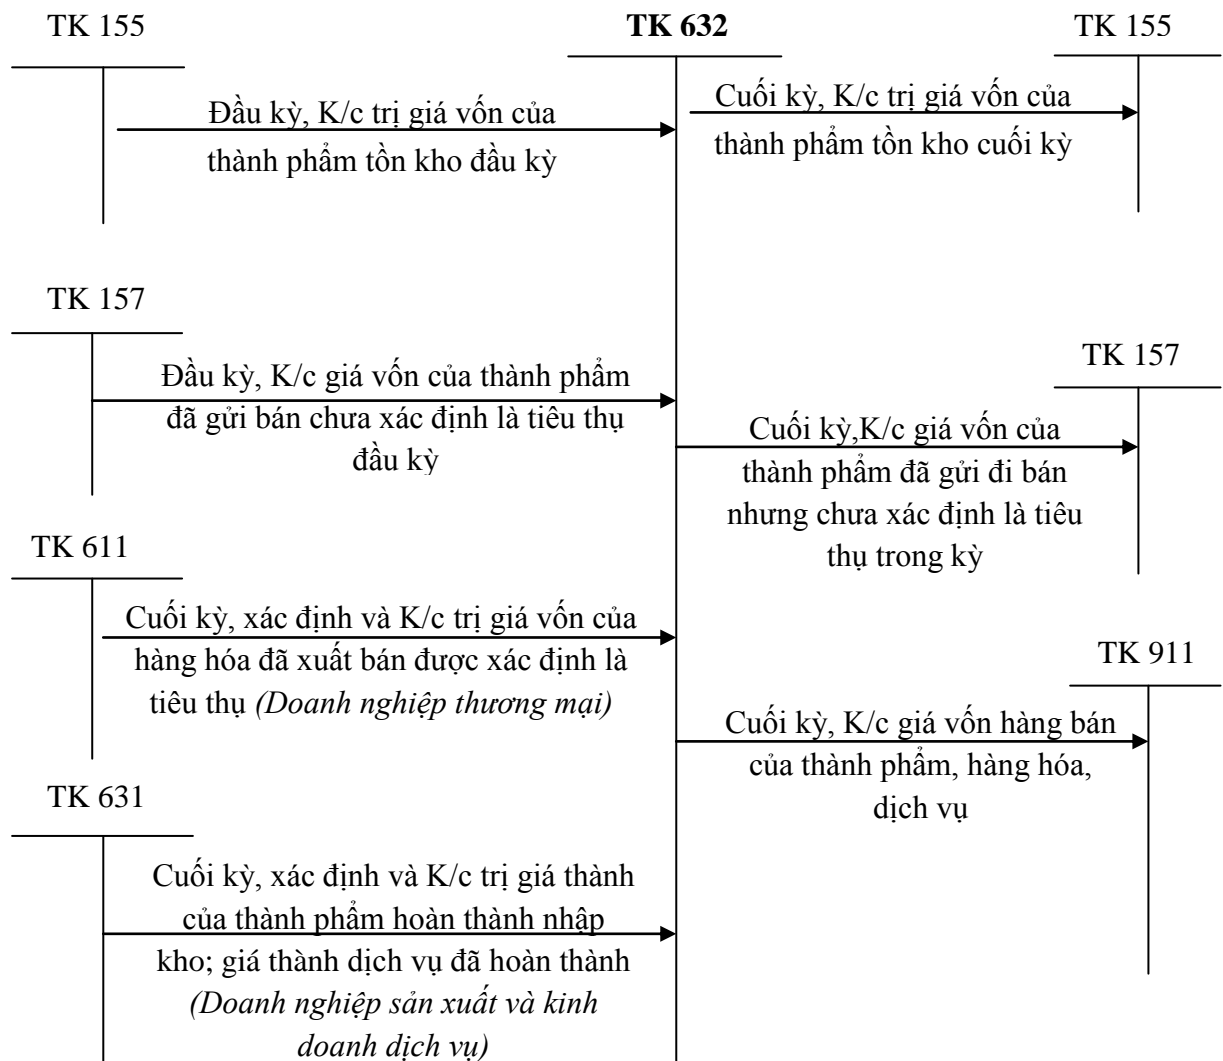 TK 155
TK 632
TK 155
Đầu kỳ, K/c trị giá vốn của
thành phẩm tồn kho đầu kỳ
Cuối kỳ, K/c trị giá vốn của
thành phẩm tồn kho cuối kỳ
TK 157
Đầu kỳ, K/c giá vốn của thành phẩm
đã gửi bán chưa xác định là tiêu thụ
đầu kỳ
TK 157
Cuối kỳ,K/c giá vốn của
thành phẩm đã gửi đi bán
nhưng chưa xác định là tiêu
thụ trong kỳ
TK 611
Cuối kỳ, xác định và K/c trị giá vốn của
hàng hóa đã xuất bán được xác định là
tiêu thụ (Doanh nghiệp thương mại)
TK 911
Cuối kỳ, K/c giá vốn hàng bán
của thành phẩm, hàng hóa,
dịch vụ
TK 631
Cuối kỳ, xác định và K/c trị giá thành
của thành phẩm hoàn thành nhập
kho; giá thành dịch vụ đã hoàn thành
(Doanh nghiệp sản xuất và kinh
doanh dịch vụ)